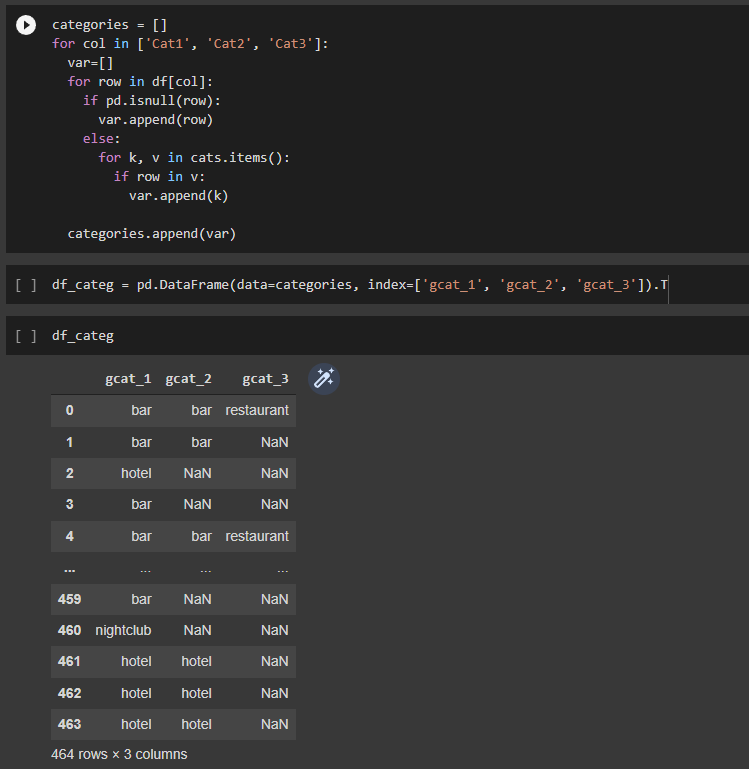 categories = []
for col in ['Cat1', 'Cat2', 'Cat3']:
  var=[]
  for row in df[col]:
    if pd.isnull(row):
      var.append(row)
    else:
      for k, v in cats.items():
        if row in v:
          var.append(k)
  categories.append(var)
[ ] df_categ = pd.DataFrame(data=categories, index=['gcat_1', 'gcat_2', 'gcat_3']).T
[ ] df_categ
gcat_1 gcat_2 gcat_3
0 bar bar restaurant
1 bar bar NaN
2 hotel NaN NaN
3 bar NaN NaN
4 bar bar restaurant
... ... ... ...
459 bar NaN NaN
460 nightclub NaN NaN
461 hotel hotel NaN
462 hotel hotel NaN
463 hotel hotel NaN
464 rows × 3 columns